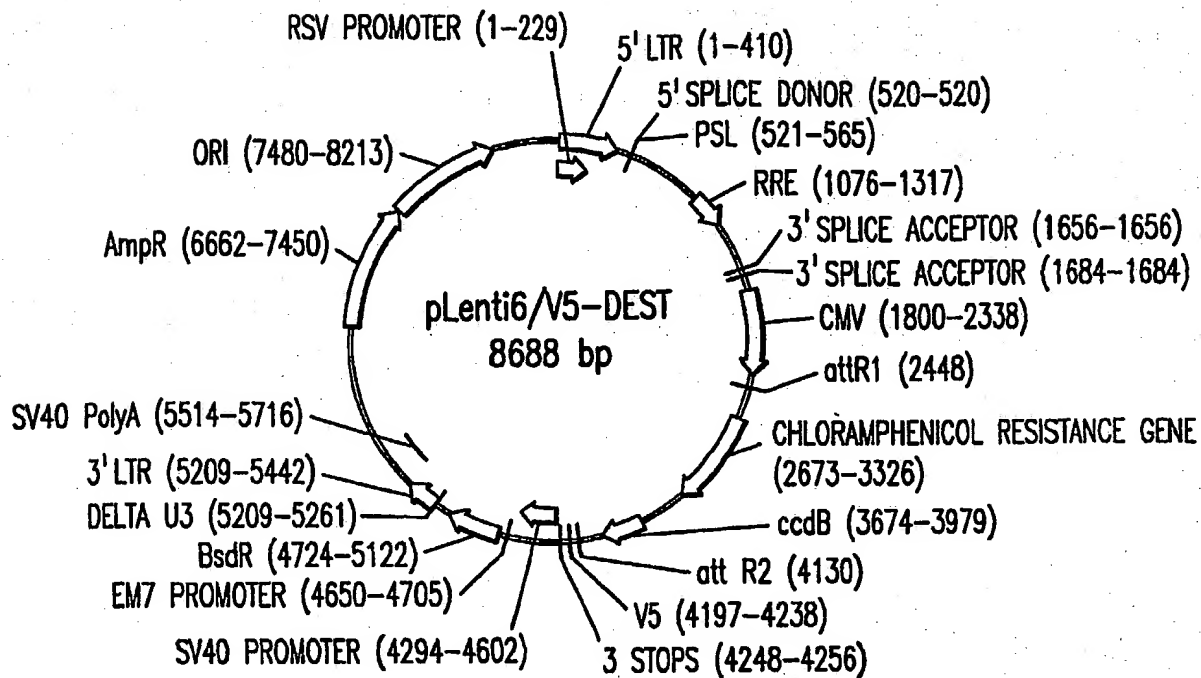 RSV PROMOTER (1–229)
5' LTR (1–410)
5' SPLICE DONOR (520–520)
PSL (521–565)
RRE (1076–1317)
3' SPLICE ACCEPTOR (1656–1656)
3' SPLICE ACCEPTOR (1684–1684)
CMV (1800–2338)
attR1 (2448)
CHLORAMPHENICOL RESISTANCE GENE
(2673–3326)
ccdB (3674–3979)
att R2 (4130)
V5 (4197–4238)
3 STOPS (4248–4256)
SV40 PROMOTER (4294–4602)
EM7 PROMOTER (4650–4705)
BsdR (4724–5122)
DELTA U3 (5209–5261)
3' LTR (5209–5442)
SV40 PolyA (5514–5716)
AmpR (6662–7450)
ORI (7480–8213)
pLenti6/V5–DEST
8688 bp